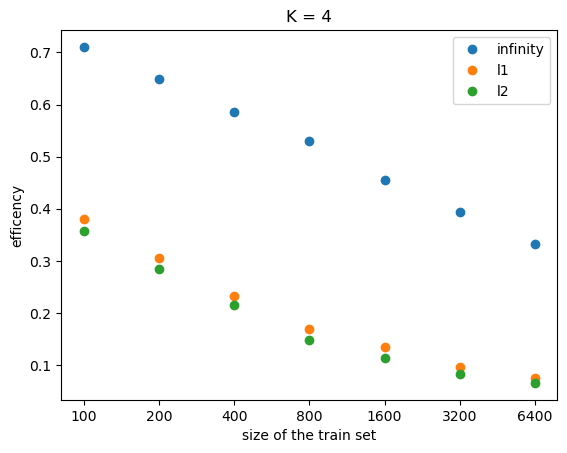 K = 4
infinity
l1
l2
efficency
0.7
0.6
0.5
0.4
0.3
0.2
0.1
100 200 400 800 1600 3200 6400
size of the train set